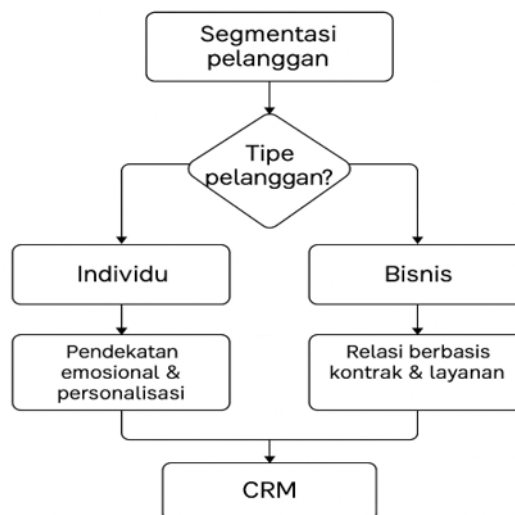 Segmentasi
pelanggan
Tipe
pelanggan?
Individu
Bisnis
Pendekatan
emosional &
personalisasi
Relasi berbasis
kontrak & layanan
CRM